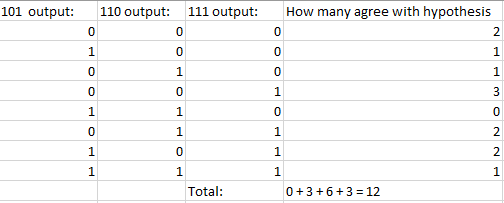 101  output: 110 output: 111 output: How many agree with hypothesis
0 0 0 2
1 0 0 1
0 1 0 1
0 0 1 3
1 1 0 0
0 1 1 2
1 0 1 2
1 1 1 1
Total: 0 + 3 + 6 + 3 = 12